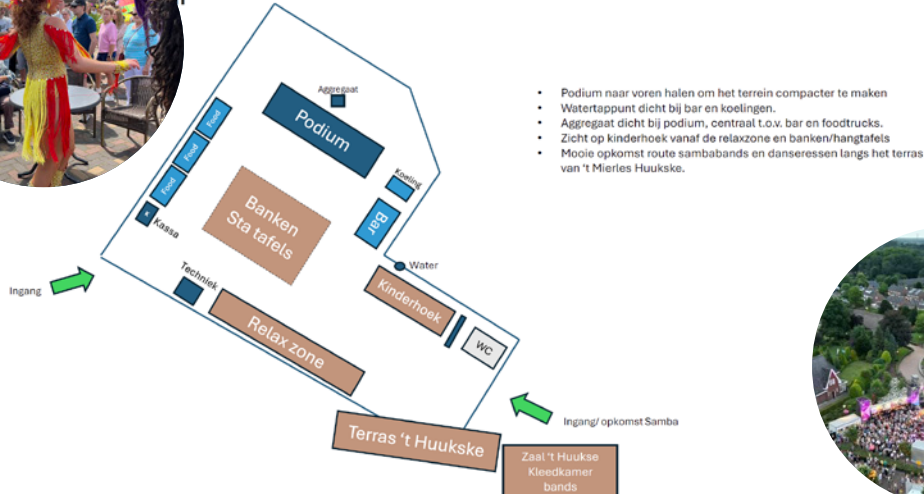 Aggregaat
Podium
Food
Food
Food
K
Kassa
Koeling
Bar
Banken
Sta tafels
Water
Techniek
Kinderhoek
WC
Relax zone
Ingang
Ingang/ opkomst Samba
Terras ‘t Huukske
Zaal ‘t Huukse
Kleedkamer
bands
• Podium naar voren halen om het terrein compacter te maken
• Watertappunt dicht bij bar en koelingen.
• Aggregaat dicht bij podium, centraal t.o.v. bar en foodtrucks.
• Zicht op kinderhoek vanaf de relaxzone en banken/hangtafels
• Mooie opkomst route sambabands en danseressen langs het terras
van ‘t Mierles Huukske.